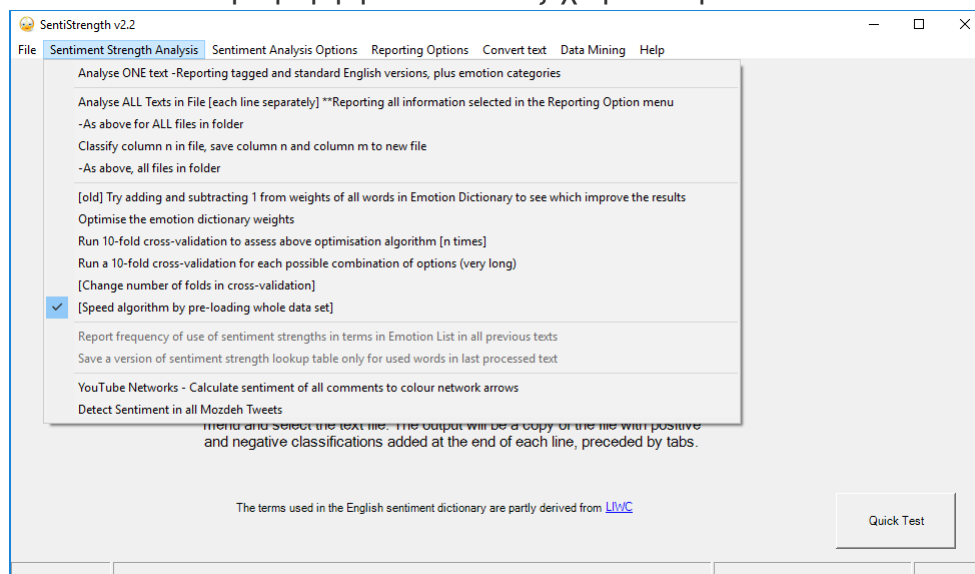 SentiStrength v2.2
File Sentiment Strength Analysis Sentiment Analysis Options Reporting Options Convert text Data Mining Help
Analyse ONE text -Reporting tagged and standard English versions, plus emotion categories
Analyse ALL Texts in File [each line separately] **Reporting all information selected in the Reporting Option menu
-As above for ALL files in folder
Classify column n in file, save column n and column m to new file
-As above, all files in folder
[old] Try adding and subtracting 1 from weights of all words in Emotion Dictionary to see which improve the results
Optimise the emotion dictionary weights
Run 10-fold cross-validation to assess above optimisation algorithm [n times]
Run a 10-fold cross-validation for each possible combination of options (very long)
[Change number of folds in cross-validation]
[Speed algorithm by pre-loading whole data set]
Report frequency of use of sentiment strengths in terms in Emotion List in all previous texts
Save a version of sentiment strength lookup table only for used words in last processed text
YouTube Networks - Calculate sentiment of all comments to colour network arrows
Detect Sentiment in all Mozdeh Tweets
menu and select the text file. The output will be a copy of the file with positive
and negative classifications added at the end of each line, preceded by tabs.
The terms used in the English sentiment dictionary are partly derived from LIWC
Quick Test